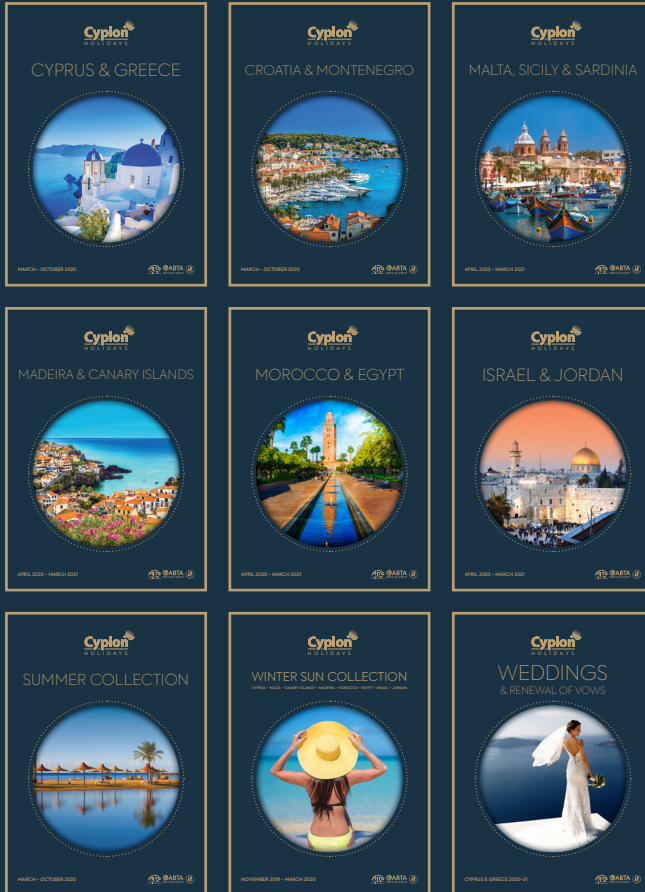 Cyplon
HOLIDAYS
CYPRUS & GREECE
MARCH - OCTOBER 2020
ABTA
Cyplon
HOLIDAYS
CROATIA & MONTENEGRO
MARCH - OCTOBER 2020
ABTA
Cyplon
HOLIDAYS
MALTA, SICILY & SARDINIA
APRIL 2020 - MARCH 2021
ABTA
Cyplon
HOLIDAYS
MADEIRA & CANARY ISLANDS
APRIL 2020 - MARCH 2021
ABTA
Cyplon
HOLIDAYS
MOROCCO & EGYPT
APRIL 2020 - MARCH 2021
ABTA
Cyplon
HOLIDAYS
ISRAEL & JORDAN
APRIL 2020 - MARCH 2021
ABTA
Cyplon
HOLIDAYS
SUMMER COLLECTION
MARCH - OCTOBER 2020
ABTA
Cyplon
HOLIDAYS
WINTER SUN COLLECTION
CYPRUS - MALTA - CANARY ISLANDS - MADEIRA - MOROCCO - EGYPT - ISRAEL - JORDAN
NOVEMBER 2019 - MARCH 2020
ABTA
Cyplon
HOLIDAYS
WEDDINGS
& RENEWAL OF VOWS
CYPRUS & GREECE 2020-21
ABTA